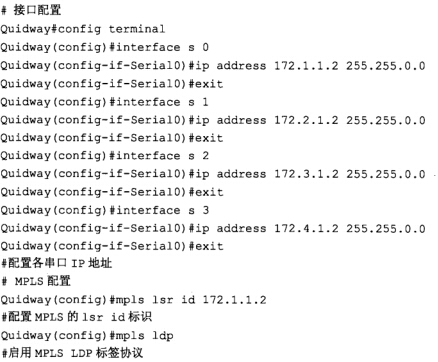 # 接口配置
Quidway#config terminal
Quidway(config)#interface s 0
Quidway(config-if-Serial0)#ip address 172.1.1.2 255.255.0.0
Quidway(config-if-Serial0)#exit
Quidway(config)#interface s 1
Quidway(config-if-Serial0)#ip address 172.2.1.2 255.255.0.0
Quidway(config-if-Serial0)#exit
Quidway(config)#interface s 2
Quidway(config-if-Serial0)#ip address 172.3.1.2 255.255.0.0
Quidway(config-if-Serial0)#exit
Quidway(config)#interface s 3
Quidway(config-if-Serial0)#ip address 172.4.1.2 255.255.0.0
Quidway(config-if-Serial0)#exit
#配置各串口 IP 地址
# MPLS 配置
Quidway(config)#mpls lsr id 172.1.1.2
#配置 MPLS 的 lsr id 标识
Quidway(config)#mpls ldp
#启用 MPLS LDP 标签协议